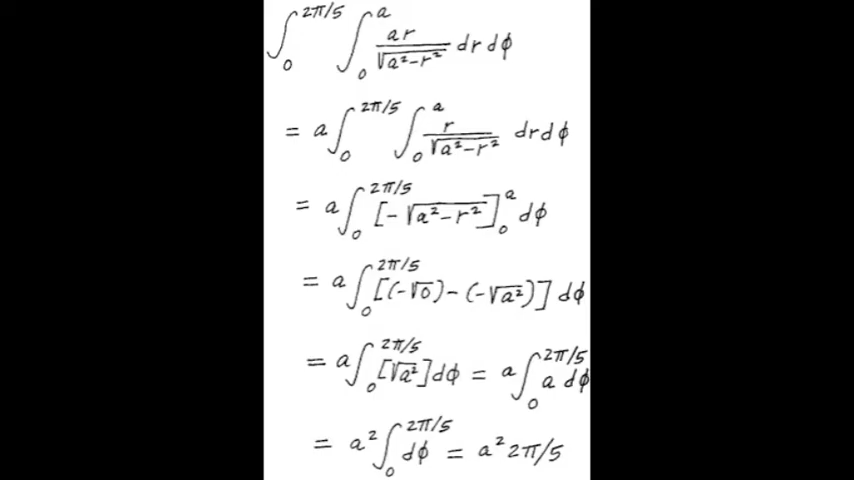 ∫₀^{2π/5} ∫₀^{a} ar/√(a²−r²) dr dϕ
= a ∫₀^{2π/5} ∫₀^{a} r/√(a²−r²) dr dϕ
= a ∫₀^{2π/5} [−√(a²−r²)]₀^{a} dϕ
= a ∫₀^{2π/5} [(−√0) − (−√a²)] dϕ
= a ∫₀^{2π/5} [√a²] dϕ = a ∫₀^{2π/5} a dϕ
= a² ∫₀^{2π/5} dϕ = a² 2π/5